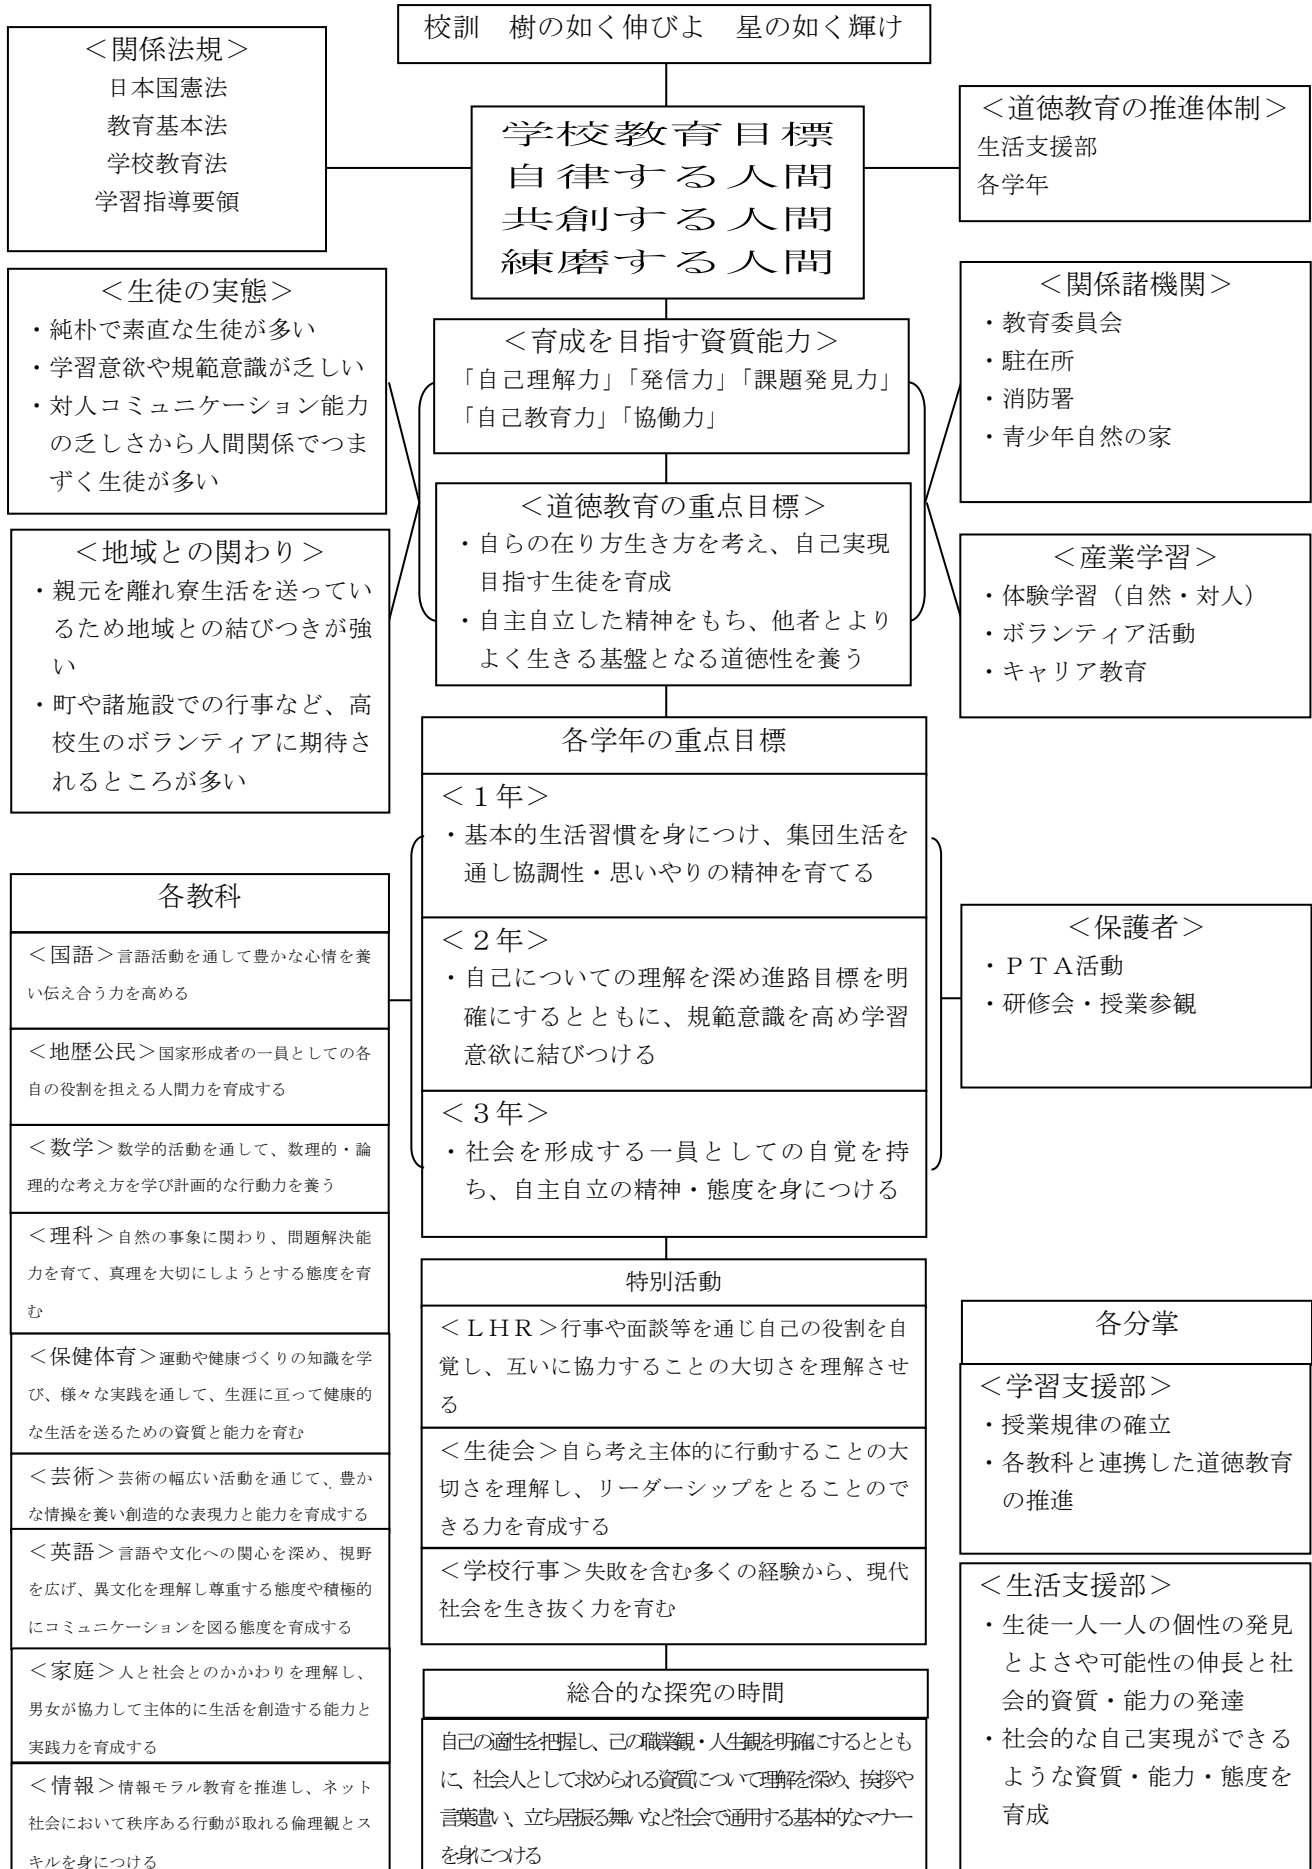 校訓　樹の如く伸びよ　星の如く輝け
＜関係法規＞
日本国憲法
教育基本法
学校教育法
学習指導要領
学校教育目標
自律する人間
共創する人間
練磨する人間
＜道徳教育の推進体制＞
生活支援部
各学年
＜生徒の実態＞
・純朴で素直な生徒が多い
・学習意欲や規範意識が乏しい
・対人コミュニケーション能力
の乏しさから人間関係でつま
ずく生徒が多い
＜育成を目指す資質能力＞
「自己理解力」「発信力」「課題発見力」
「自己教育力」「協働力」
＜関係諸機関＞
・教育委員会
・駐在所
・消防署
・青少年自然の家
＜地域との関わり＞
・親元を離れ寮生活を送ってい
るため地域との結びつきが強
い
・町や諸施設での行事など、高
校生のボランティアに期待さ
れるところが多い
＜道徳教育の重点目標＞
・自らの在り方生き方を考え、自己実現
目指す生徒を育成
・自主自立した精神をもち、他者とより
よく生きる基盤となる道徳性を養う
＜産業学習＞
・体験学習（自然・対人）
・ボランティア活動
・キャリア教育
各学年の重点目標
＜１年＞
・基本的生活習慣を身につけ、集団生活を
通し協調性・思いやりの精神を育てる
＜２年＞
・自己についての理解を深め進路目標を明
確にするとともに、規範意識を高め学習
意欲に結びつける
＜３年＞
・社会を形成する一員としての自覚を持
ち、自主自立の精神・態度を身につける
各教科
＜国語＞言語活動を通して豊かな心情を養
い伝え合う力を高める
＜地歴公民＞国家形成者の一員としての各
自の役割を担える人間力を育成する
＜数学＞数学的活動を通して、数理的・論
理的な考え方を学び計画的な行動力を養う
＜理科＞自然の事象に関わり、問題解決能
力を育て、真理を大切にしようとする態度を育
む
＜保健体育＞運動や健康づくりの知識を学
び、様々な実践を通して、生涯に亘って健康的
な生活を送るための資質と能力を育む
＜芸術＞芸術の幅広い活動を通じて、豊か
な情操を養い創造的な表現力と能力を育成する
＜英語＞言語や文化への関心を深め、視野
を広げ、異文化を理解し尊重する態度や積極的
にコミュニケーションを図る態度を育成する
＜家庭＞人と社会とのかかわりを理解し、
男女が協力して主体的に生活を創造する能力と
実践力を育成する
＜情報＞情報モラル教育を推進し、ネット
社会において秩序ある行動が取れる倫理観とス
キルを身につける
＜保護者＞
・ＰＴＡ活動
・研修会・授業参観
特別活動
＜ＬＨＲ＞行事や面談等を通じ自己の役割を自
覚し、互いに協力することの大切さを理解させ
る
＜生徒会＞自ら考え主体的に行動することの大
切さを理解し、リーダーシップをとることので
きる力を育成する
＜学校行事＞失敗を含む多くの経験から、現代
社会を生き抜く力を育む
総合的な探究の時間
自己の適性を把握し、己の職業観・人生観を明確にするととも
に、社会人として求められる資質について理解を深め、挨拶や
言葉遣い、立ち居振る舞いなど社会で通用する基本的なマナー
を身につける
各分掌
＜学習支援部＞
・授業規律の確立
・各教科と連携した道徳教育
の推進
＜生活支援部＞
・生徒一人一人の個性の発見
とよさや可能性の伸長と社
会的資質・能力の発達
・社会的な自己実現ができる
ような資質・能力・態度を
育成